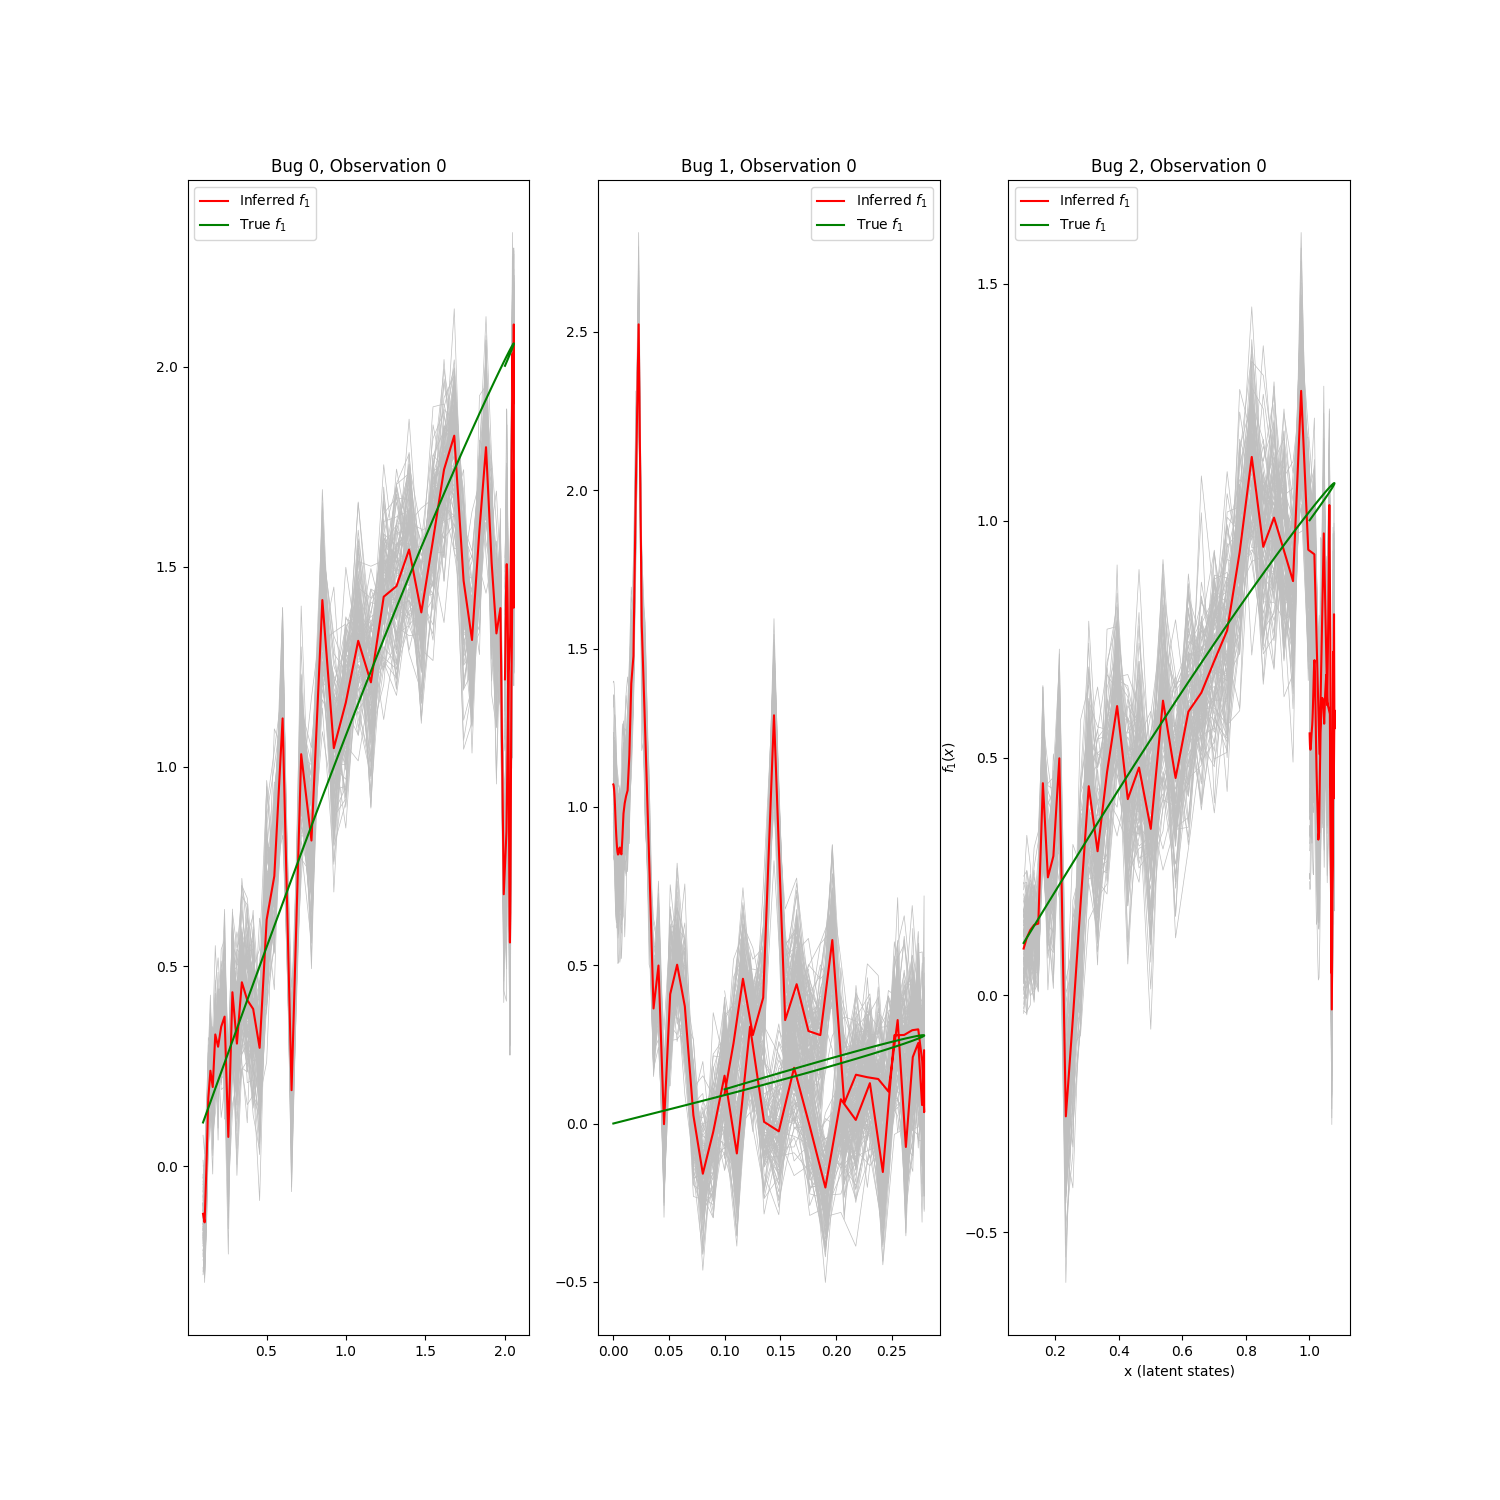 Bug 0, Observation 0
Inferred f₁
True f₁
2.0
1.5
1.0
0.5
0.0
0.5
1.0
1.5
2.0
Bug 1, Observation 0
Inferred f₁
True f₁
2.5
2.0
1.5
1.0
0.5
0.0
−0.5
0.00
0.05
0.10
0.15
0.20
0.25
Bug 2, Observation 0
Inferred f₁
True f₁
f₁(x)
1.5
1.0
0.5
0.0
−0.5
0.2
0.4
0.6
0.8
1.0
x (latent states)